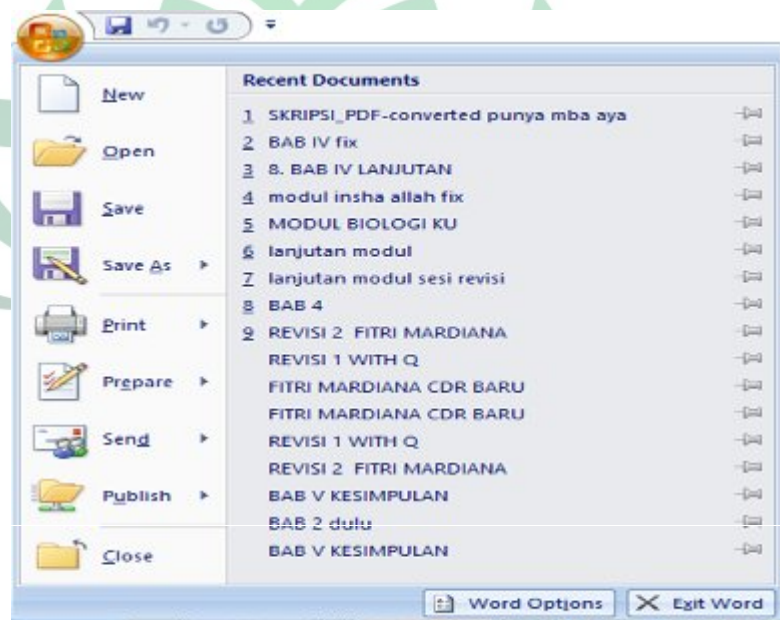 New
Open
Save
Save As
Print
Prepare
Send
Publish
Close
Recent Documents
1 SKRIPSI_PDF-converted punya mba aya
2 BAB IV fix
3 8. BAB IV LANJUTAN
4 modul insha allah fix
5 MODUL BIOLOGI KU
6 lanjutan modul
7 lanjutan modul sesi revisi
8 BAB 4
9 REVISI 2 FITRI MARDIANA
REVISI 1 WITH Q
FITRI MARDIANA CDR BARU
FITRI MARDIANA CDR BARU
REVISI 1 WITH Q
REVISI 2 FITRI MARDIANA
BAB V KESIMPULAN
BAB 2 dulu
BAB V KESIMPULAN
Word Options
Exit Word